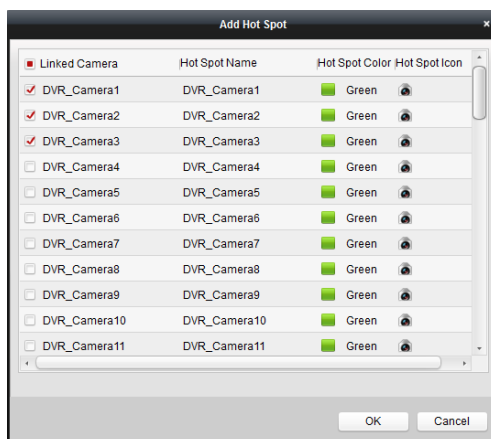 Add Hot Spot ×
Linked Camera Hot Spot Name Hot Spot Color Hot Spot Icon
DVR_Camera1 DVR_Camera1 Green
DVR_Camera2 DVR_Camera2 Green
DVR_Camera3 DVR_Camera3 Green
DVR_Camera4 DVR_Camera4 Green
DVR_Camera5 DVR_Camera5 Green
DVR_Camera6 DVR_Camera6 Green
DVR_Camera7 DVR_Camera7 Green
DVR_Camera8 DVR_Camera8 Green
DVR_Camera9 DVR_Camera9 Green
DVR_Camera10 DVR_Camera10 Green
DVR_Camera11 DVR_Camera11 Green
OK Cancel